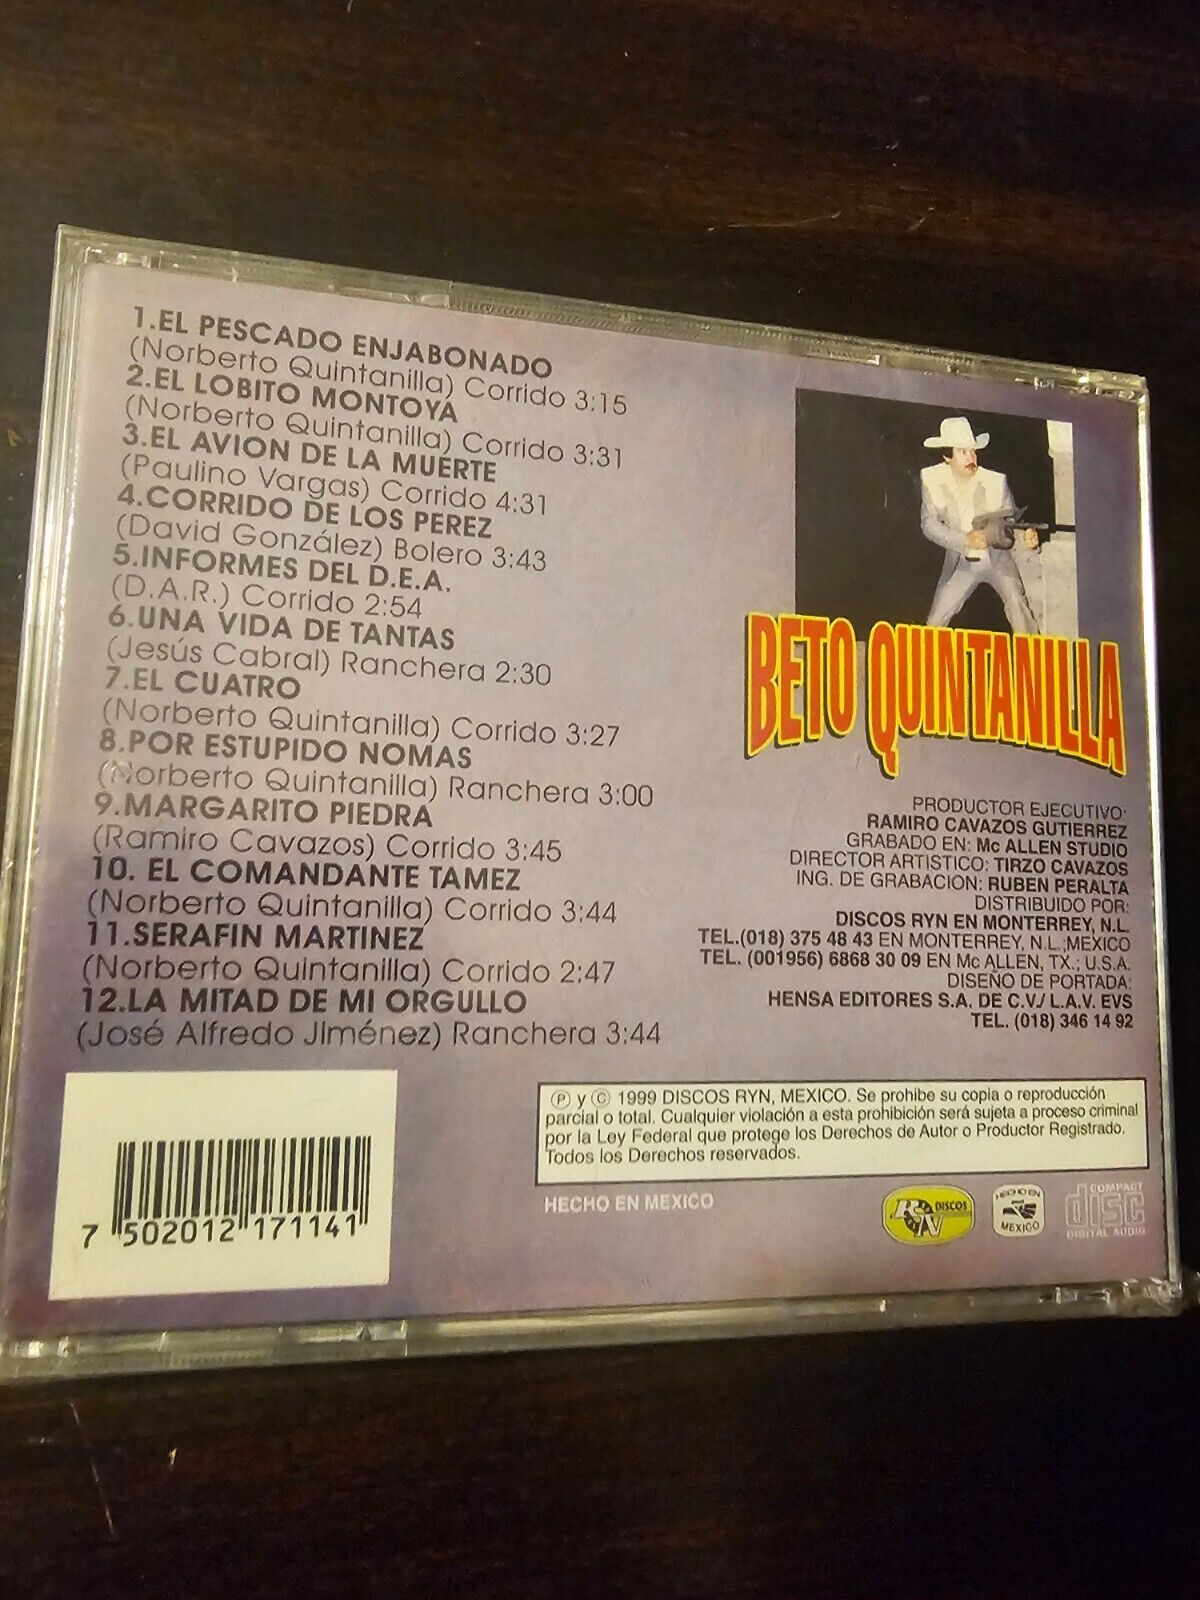 1.EL PESCADO ENJABONADO
(Norberto Quintanilla) Corrido 3:15
2.EL LOBITO MONTOYA
(Norberto Quintanilla) Corrido 3:31
3.EL AVION DE LA MUERTE
(Paulino Vargas) Corrido 4:31
4.CORRIDO DE LOS PEREZ
(David González) Bolero 3:43
5.INFORMES DEL D.E.A.
(D.A.R.) Corrido 2:54
6.UNA VIDA DE TANTAS
(Jesús Cabral) Ranchera 2:30
7.EL CUATRO
(Norberto Quintanilla) Corrido 3:27
8.POR ESTUPIDO NOMAS
(Norberto Quintanilla) Ranchera 3:00
9.MARGARITO PIEDRA
(Ramiro Cavazos) Corrido 3:45
10. EL COMANDANTE TAMEZ
(Norberto Quintanilla) Corrido 3:44
11.SERAFIN MARTINEZ
(Norberto Quintanilla) Corrido 2:47
12.LA MITAD DE MI ORGULLO
(José Alfredo Jiménez) Ranchera 3:44
BETO QUINTANILLA
PRODUCTOR EJECUTIVO:
RAMIRO CAVAZOS GUTIERREZ
GRABADO EN: Mc ALLEN STUDIO
DIRECTOR ARTISTICO: TIRZO CAVAZOS
ING. DE GRABACION: RUBEN PERALTA
DISTRIBUIDO POR:
DISCOS RYN EN MONTERREY, N.L.
TEL.(018) 375 48 43 EN MONTERREY, N.L.;MEXICO
TEL. (001956) 6868 30 09 EN Mc ALLEN, TX.; U.S.A.
DISEÑO DE PORTADA:
HENSA EDITORES S.A. DE C.V./ L.A.V. EVS
TEL. (018) 346 14 92
Ⓟ y Ⓒ 1999 DISCOS RYN, MEXICO. Se prohibe su copia o reproducción
parcial o total. Cualquier violación a esta prohibición será sujeta a proceso criminal
por la Ley Federal que protege los Derechos de Autor o Productor Registrado.
Todos los Derechos reservados.
HECHO EN MEXICO
RYN DISCOS
HECHO EN
MEXICO
COMPACT
disc
DIGITAL AUDIO
7 502012 171141